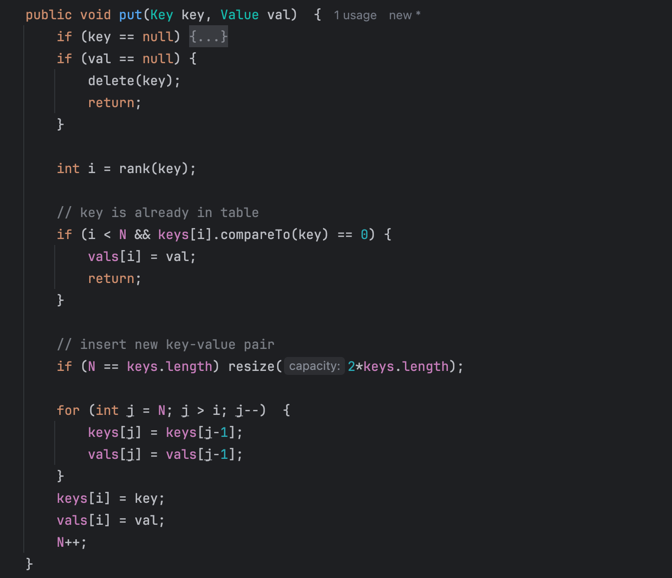 public void put(Key key, Value val)  { 1 usage new *
    if (key == null) {...}
    if (val == null) {
        delete(key);
        return;
    }

    int i = rank(key);

    // key is already in table
    if (i < N && keys[i].compareTo(key) == 0) {
        vals[i] = val;
        return;
    }

    // insert new key-value pair
    if (N == keys.length) resize( capacity: 2*keys.length);

    for (int j = N; j > i; j--)  {
        keys[j] = keys[j-1];
        vals[j] = vals[j-1];
    }
    keys[i] = key;
    vals[i] = val;
    N++;
}